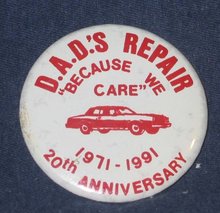 D.A.D.'S REPAIR
"BECAUSE WE
CARE"
1971-1991
20th ANNIVERSARY